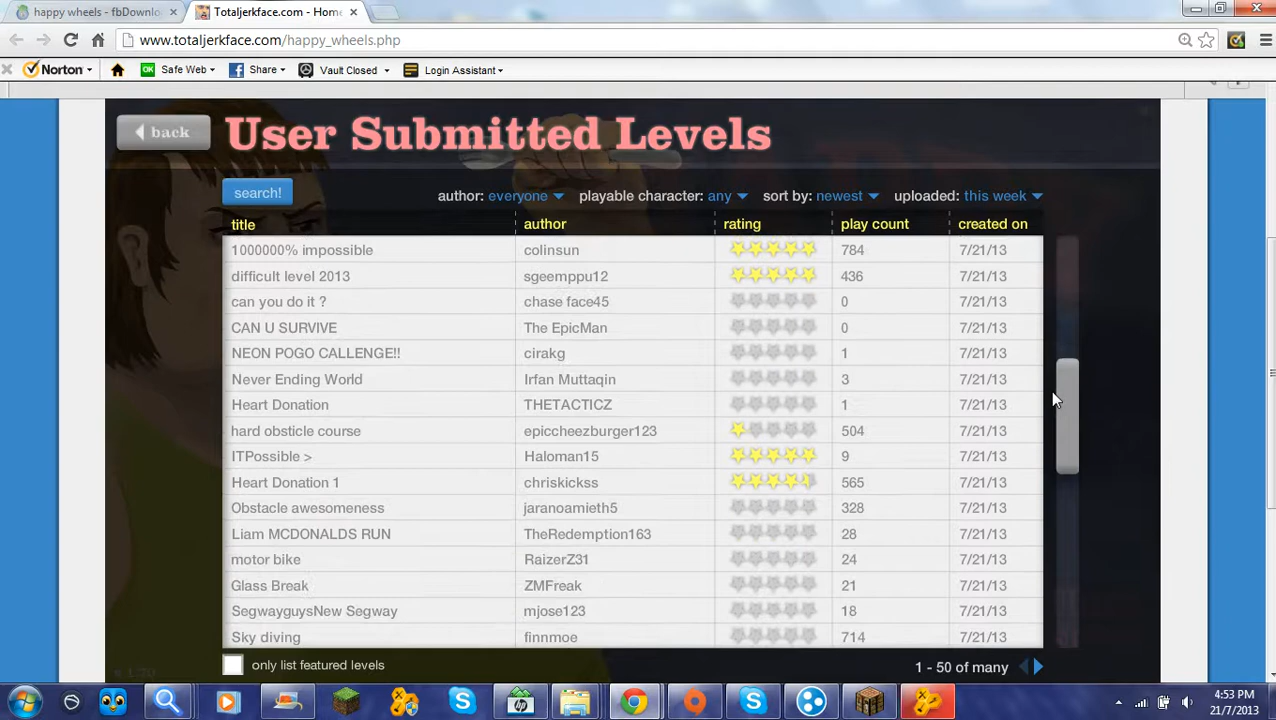 happy wheels - fbDownlo
Totaljerkface.com - Hom
www.totaljerkface.com/happy_wheels.php
Norton
Safe Web
Share
Vault Closed
Login Assistant
back
User Submitted Levels
search!
author: everyone
playable character: any
sort by: newest
uploaded: this week
title author rating play count created on
1000000% impossible colinsun 784 7/21/13
difficult level 2013 sgeemppu12 436 7/21/13
can you do it ? chase face45 0 7/21/13
CAN U SURVIVE The EpicMan 0 7/21/13
NEON POGO CALLENGE!! cirakg 1 7/21/13
Never Ending World Irfan Muttaqin 3 7/21/13
Heart Donation THETACTICZ 1 7/21/13
hard obsticle course epiccheezburger123 504 7/21/13
ITPossible > Haloman15 9 7/21/13
Heart Donation 1 chriskickss 565 7/21/13
Obstacle awesomeness jaranoamieth5 328 7/21/13
Liam MCDONALDS RUN TheRedemption163 28 7/21/13
motor bike RaizerZ31 24 7/21/13
Glass Break ZMFreak 21 7/21/13
SegwayguysNew Segway mjose123 18 7/21/13
Sky diving finnmoe 714 7/21/13
only list featured levels
1 - 50 of many
4:53 PM
21/7/2013